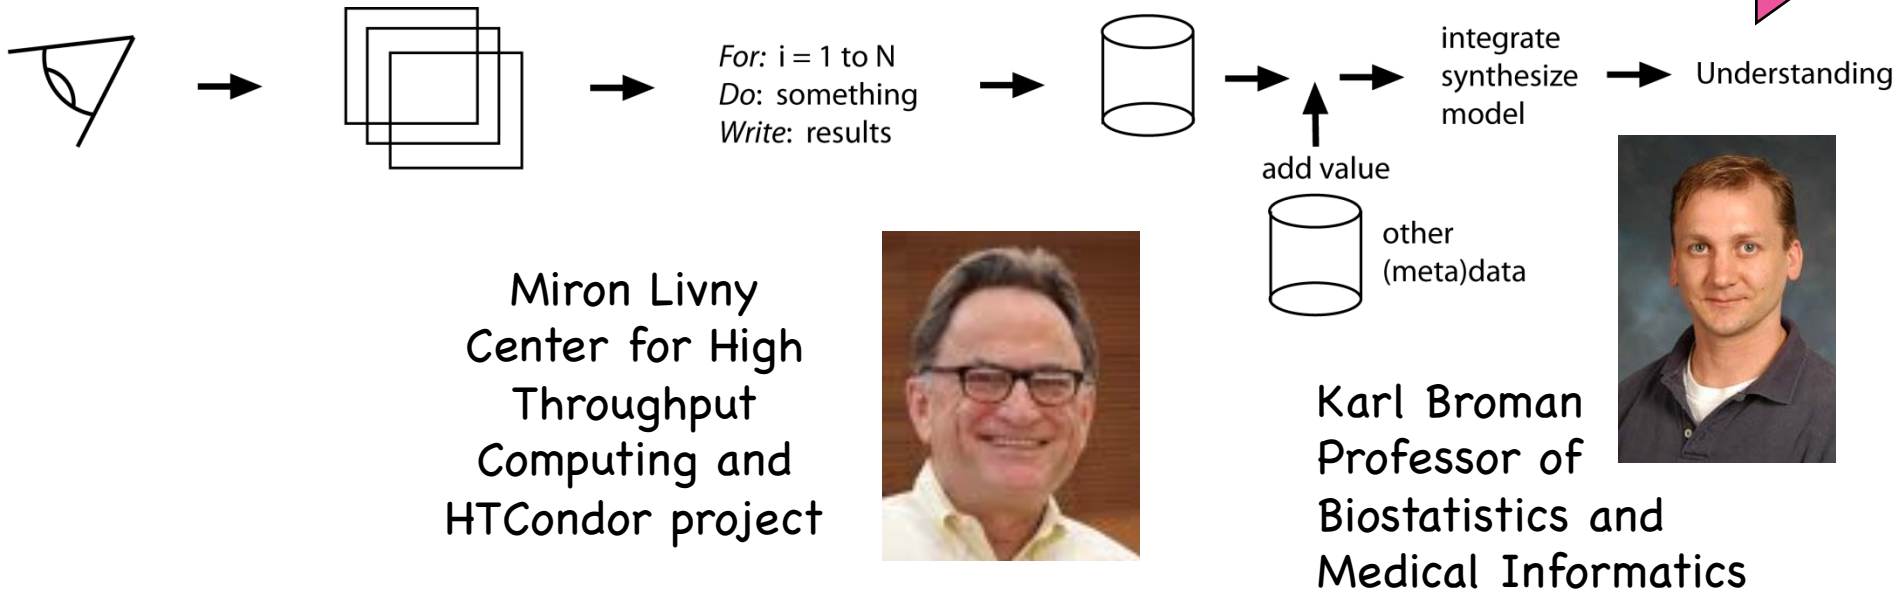 For: i = 1 to N
Do: something
Write: results
add value
other
(meta)data
integrate
synthesize
model
Understanding
Miron Livny
Center for High
Throughput
Computing and
HTCondor project
Karl Broman
Professor of
Biostatistics and
Medical Informatics